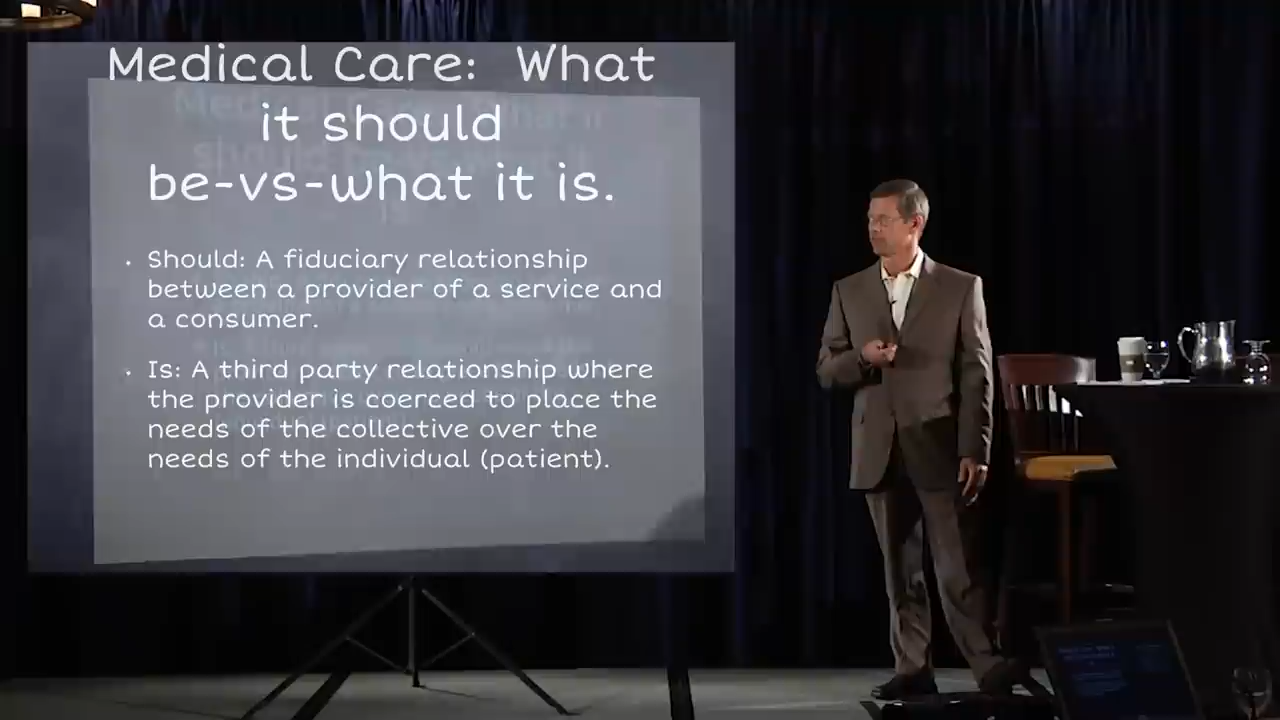 Medical Care: What
it should
be-vs-what it is.
• Should: A fiduciary relationship
between a provider of a service and
a consumer.
• Is: A third party relationship where
the provider is coerced to place the
needs of the collective over the
needs of the individual (patient).